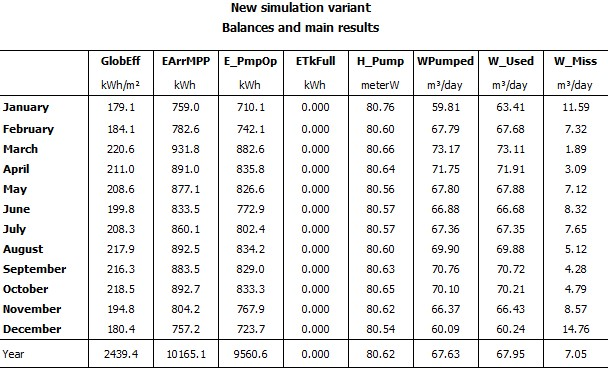 New simulation variant
Balances and main results
GlobEff EArrMPP E_PmpOp ETkFull H_Pump WPumped W_Used W_Miss
kWh/m² kWh kWh kWh meterW m³/day m³/day m³/day
January 179.1 759.0 710.1 0.000 80.76 59.81 63.41 11.59
February 184.1 782.6 742.1 0.000 80.60 67.79 67.68 7.32
March 220.6 931.8 882.6 0.000 80.66 73.17 73.11 1.89
April 211.0 891.0 835.8 0.000 80.64 71.75 71.91 3.09
May 208.6 877.1 826.6 0.000 80.56 67.80 67.88 7.12
June 199.8 833.5 772.9 0.000 80.57 66.88 66.68 8.32
July 208.3 860.1 802.4 0.000 80.57 67.36 67.35 7.65
August 217.9 892.5 834.2 0.000 80.60 69.90 69.88 5.12
September 216.3 883.5 829.0 0.000 80.63 70.76 70.72 4.28
October 218.5 892.7 833.3 0.000 80.65 70.10 70.21 4.79
November 194.8 804.2 767.9 0.000 80.62 66.37 66.43 8.57
December 180.4 757.2 723.7 0.000 80.54 60.09 60.24 14.76
Year 2439.4 10165.1 9560.6 0.000 80.62 67.63 67.95 7.05